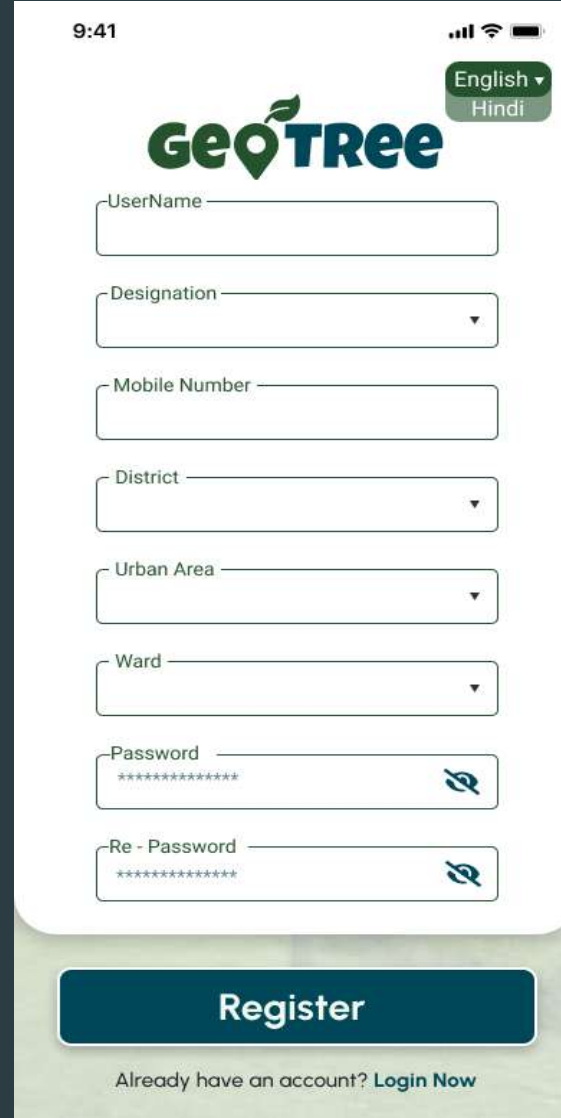 9:41
English
Hindi
GeoTRee
UserName
Designation
Mobile Number
District
Urban Area
Ward
Password
**************
Re - Password
**************
Register
Already have an account? Login Now